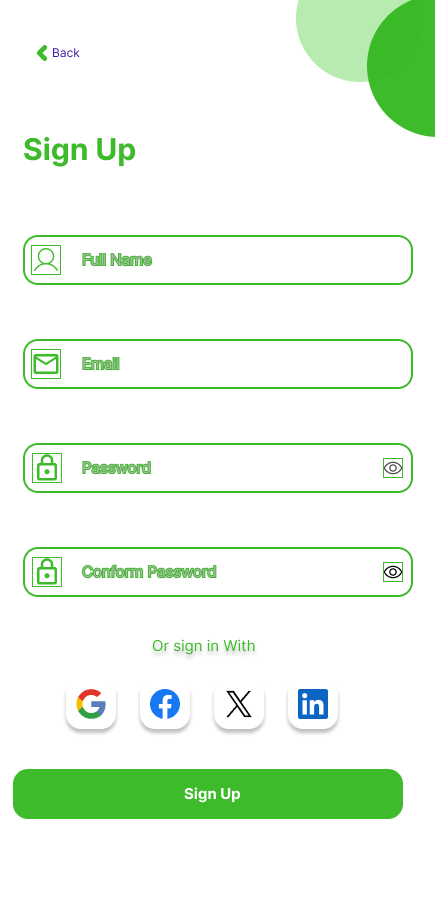 Back
Sign Up
Full Name
Email
Password
Conform Password
Or sign in With
Sign Up